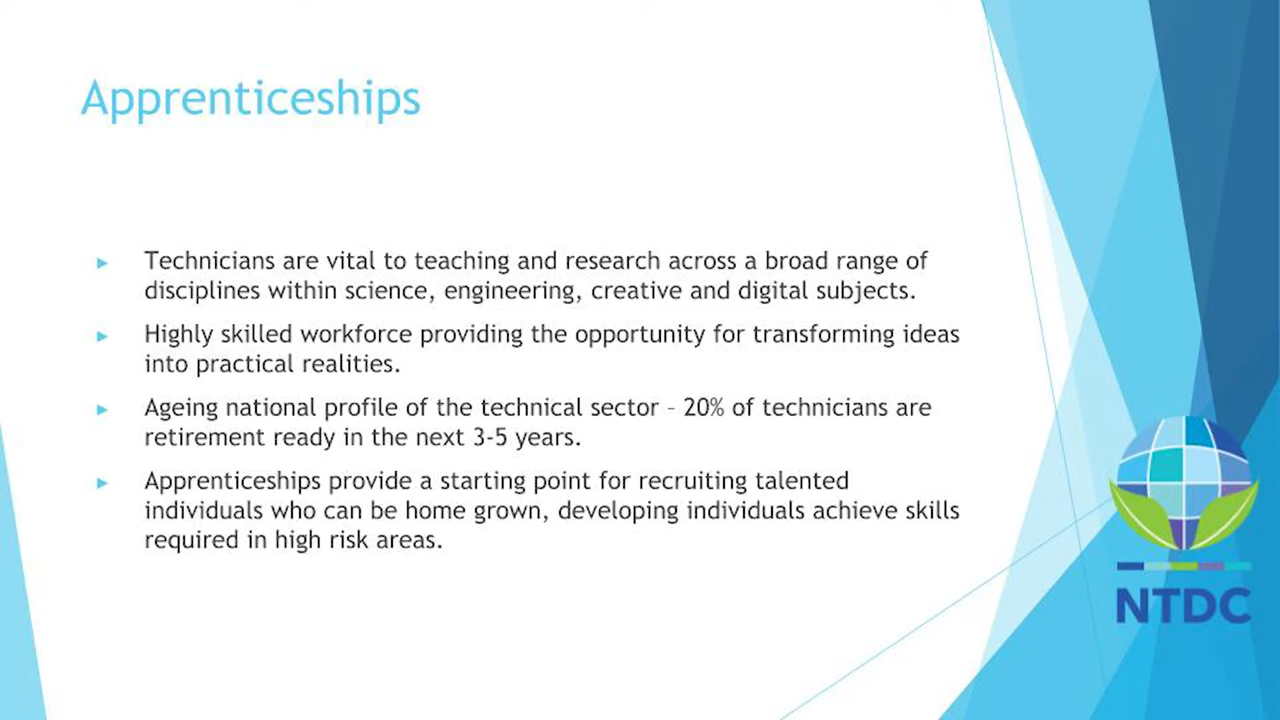 Apprenticeships
Technicians are vital to teaching and research across a broad range of
disciplines within science, engineering, creative and digital subjects.
Highly skilled workforce providing the opportunity for transforming ideas
into practical realities.
Ageing national profile of the technical sector – 20% of technicians are
retirement ready in the next 3-5 years.
Apprenticeships provide a starting point for recruiting talented
individuals who can be home grown, developing individuals achieve skills
required in high risk areas.
NTDC